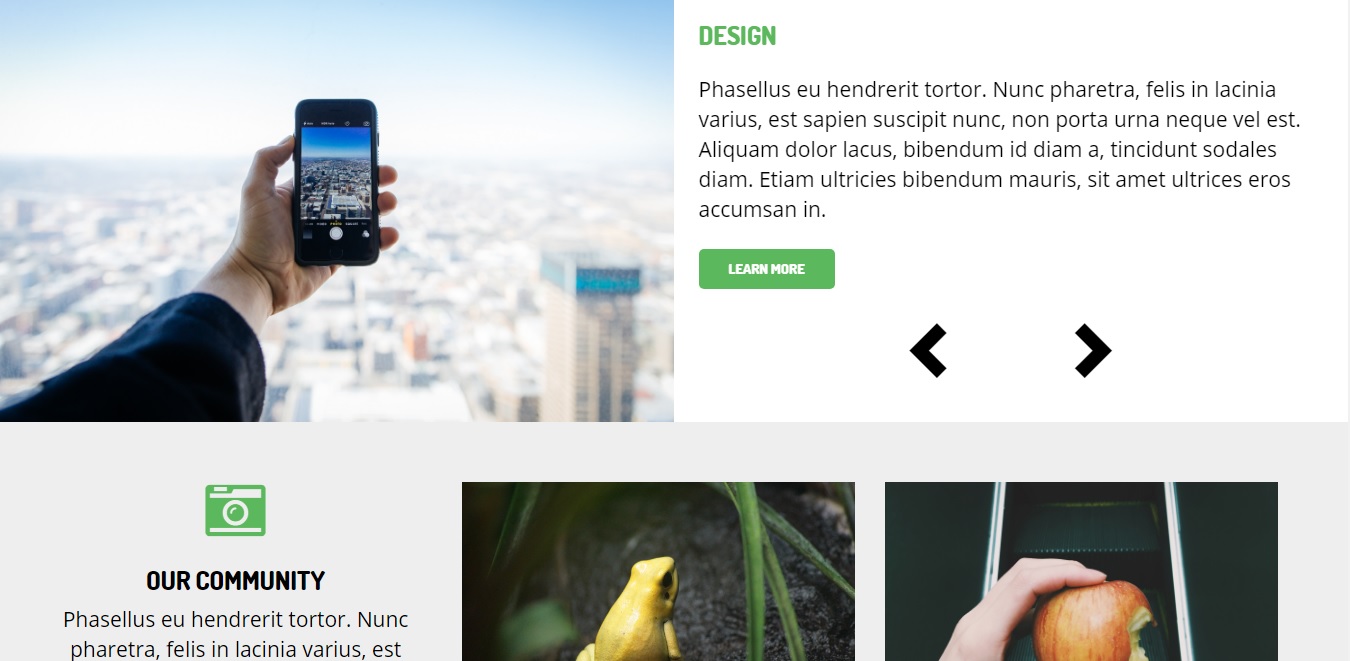 DESIGN
Phasellus eu hendrerit tortor. Nunc pharetra, felis in lacinia
varius, est sapien suscipit nunc, non porta urna neque vel est.
Aliquam dolor lacus, bibendum id diam a, tincidunt sodales
diam. Etiam ultricies bibendum mauris, sit amet ultrices eros
accumsan in.
LEARN MORE
OUR COMMUNITY
Phasellus eu hendrerit tortor. Nunc
pharetra, felis in lacinia varius, est